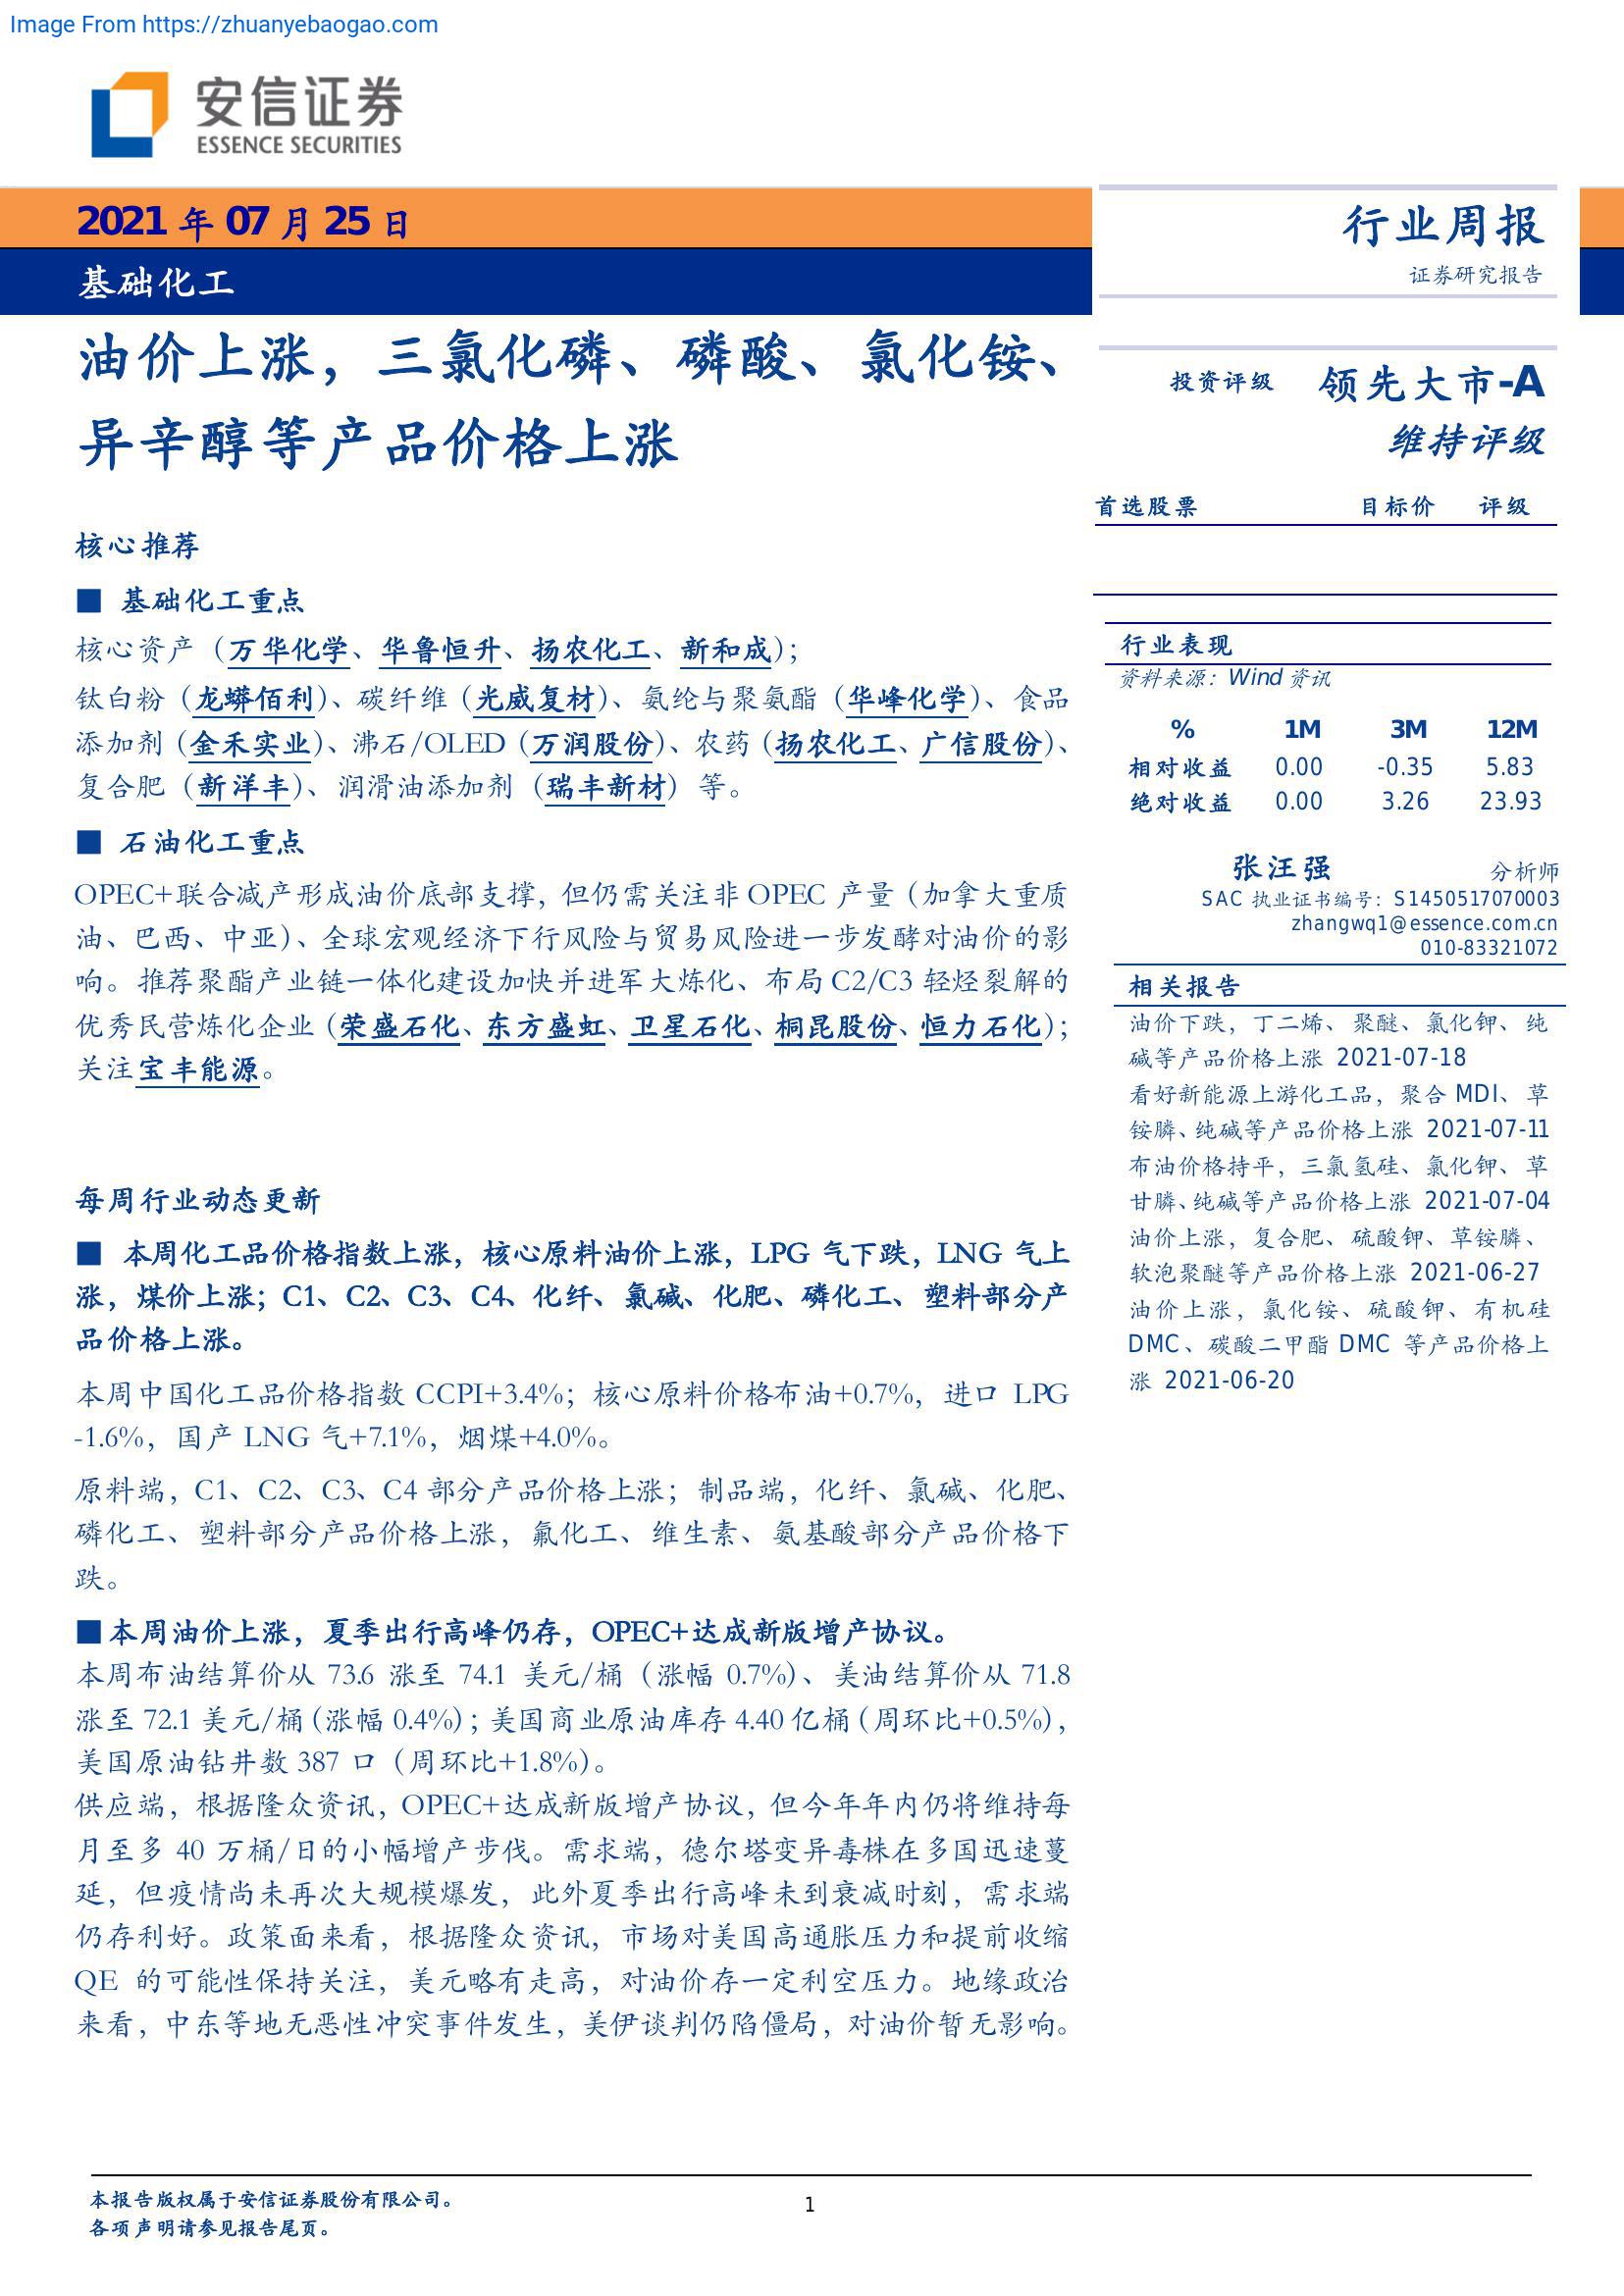 Image From https://zhuanyebaogao.com
安信证券
ESSENCE SECURITIES
2021 年 07 月 25 日
基础化工
行业周报
证券研究报告
油价上涨，三氯化磷、磷酸、氯化铵、
异辛醇等产品价格上涨
核心推荐
■ 基础化工重点
核心资产（万华化学、华鲁恒升、扬农化工、新和成）；
钛白粉（龙蟒佰利）、碳纤维（光威复材）、氨纶与聚氨酯（华峰化学）、食品
添加剂（金禾实业）、沸石/OLED（万润股份）、农药（扬农化工、广信股份）、
复合肥（新洋丰）、润滑油添加剂（瑞丰新材）等。
■ 石油化工重点
OPEC+联合减产形成油价底部支撑，但仍需关注非 OPEC 产量（加拿大重质
油、巴西、中亚）、全球宏观经济下行风险与贸易风险进一步发酵对油价的影
响。推荐聚酯产业链一体化建设加快并进军大炼化、布局 C2/C3 轻烃裂解的
优秀民营炼化企业（荣盛石化、东方盛虹、卫星石化、桐昆股份、恒力石化）；
关注宝丰能源。
每周行业动态更新
■ 本周化工品价格指数上涨，核心原料油价上涨，LPG 气下跌，LNG 气上
涨，煤价上涨；C1、C2、C3、C4、化纤、氯碱、化肥、磷化工、塑料部分产
品价格上涨。
本周中国化工品价格指数 CCPI+3.4%；核心原料价格布油+0.7%，进口 LPG
-1.6%，国产 LNG 气+7.1%，烟煤+4.0%。
原料端，C1、C2、C3、C4 部分产品价格上涨；制品端，化纤、氯碱、化肥、
磷化工、塑料部分产品价格上涨，氟化工、维生素、氨基酸部分产品价格下
跌。
■本周油价上涨，夏季出行高峰仍存，OPEC+达成新版增产协议。
本周布油结算价从 73.6 涨至 74.1 美元/桶（涨幅 0.7%）、美油结算价从 71.8
涨至 72.1 美元/桶（涨幅 0.4%）；美国商业原油库存 4.40 亿桶（周环比+0.5%），
美国原油钻井数 387 口（周环比+1.8%）。
供应端，根据隆众资讯，OPEC+达成新版增产协议，但今年年内仍将维持每
月至多 40 万桶/日的小幅增产步伐。需求端，德尔塔变异毒株在多国迅速蔓
延，但疫情尚未再次大规模爆发，此外夏季出行高峰未到衰减时刻，需求端
仍存利好。政策面来看，根据隆众资讯，市场对美国高通胀压力和提前收缩
QE 的可能性保持关注，美元略有走高，对油价存一定利空压力。地缘政治
来看，中东等地无恶性冲突事件发生，美伊谈判仍陷僵局，对油价暂无影响。
投资评级 领先大市-A
维持评级
首选股票 目标价 评级
行业表现
资料来源：Wind 资讯
% 1M 3M 12M
相对收益 0.00 -0.35 5.83
绝对收益 0.00 3.26 23.93
张汪强 分析师
SAC 执业证书编号：S1450517070003
zhangwq1@essence.com.cn
010-83321072
相关报告
油价下跌，丁二烯、聚醚、氯化钾、纯
碱等产品价格上涨 2021-07-18
看好新能源上游化工品，聚合 MDI、草
铵膦、纯碱等产品价格上涨 2021-07-11
布油价格持平，三氯氢硅、氯化钾、草
甘膦、纯碱等产品价格上涨 2021-07-04
油价上涨，复合肥、硫酸钾、草铵膦、
软泡聚醚等产品价格上涨 2021-06-27
油价上涨，氯化铵、硫酸钾、有机硅
DMC、碳酸二甲酯 DMC 等产品价格上
涨 2021-06-20
本报告版权属于安信证券股份有限公司。
各项声明请参见报告尾页。
1